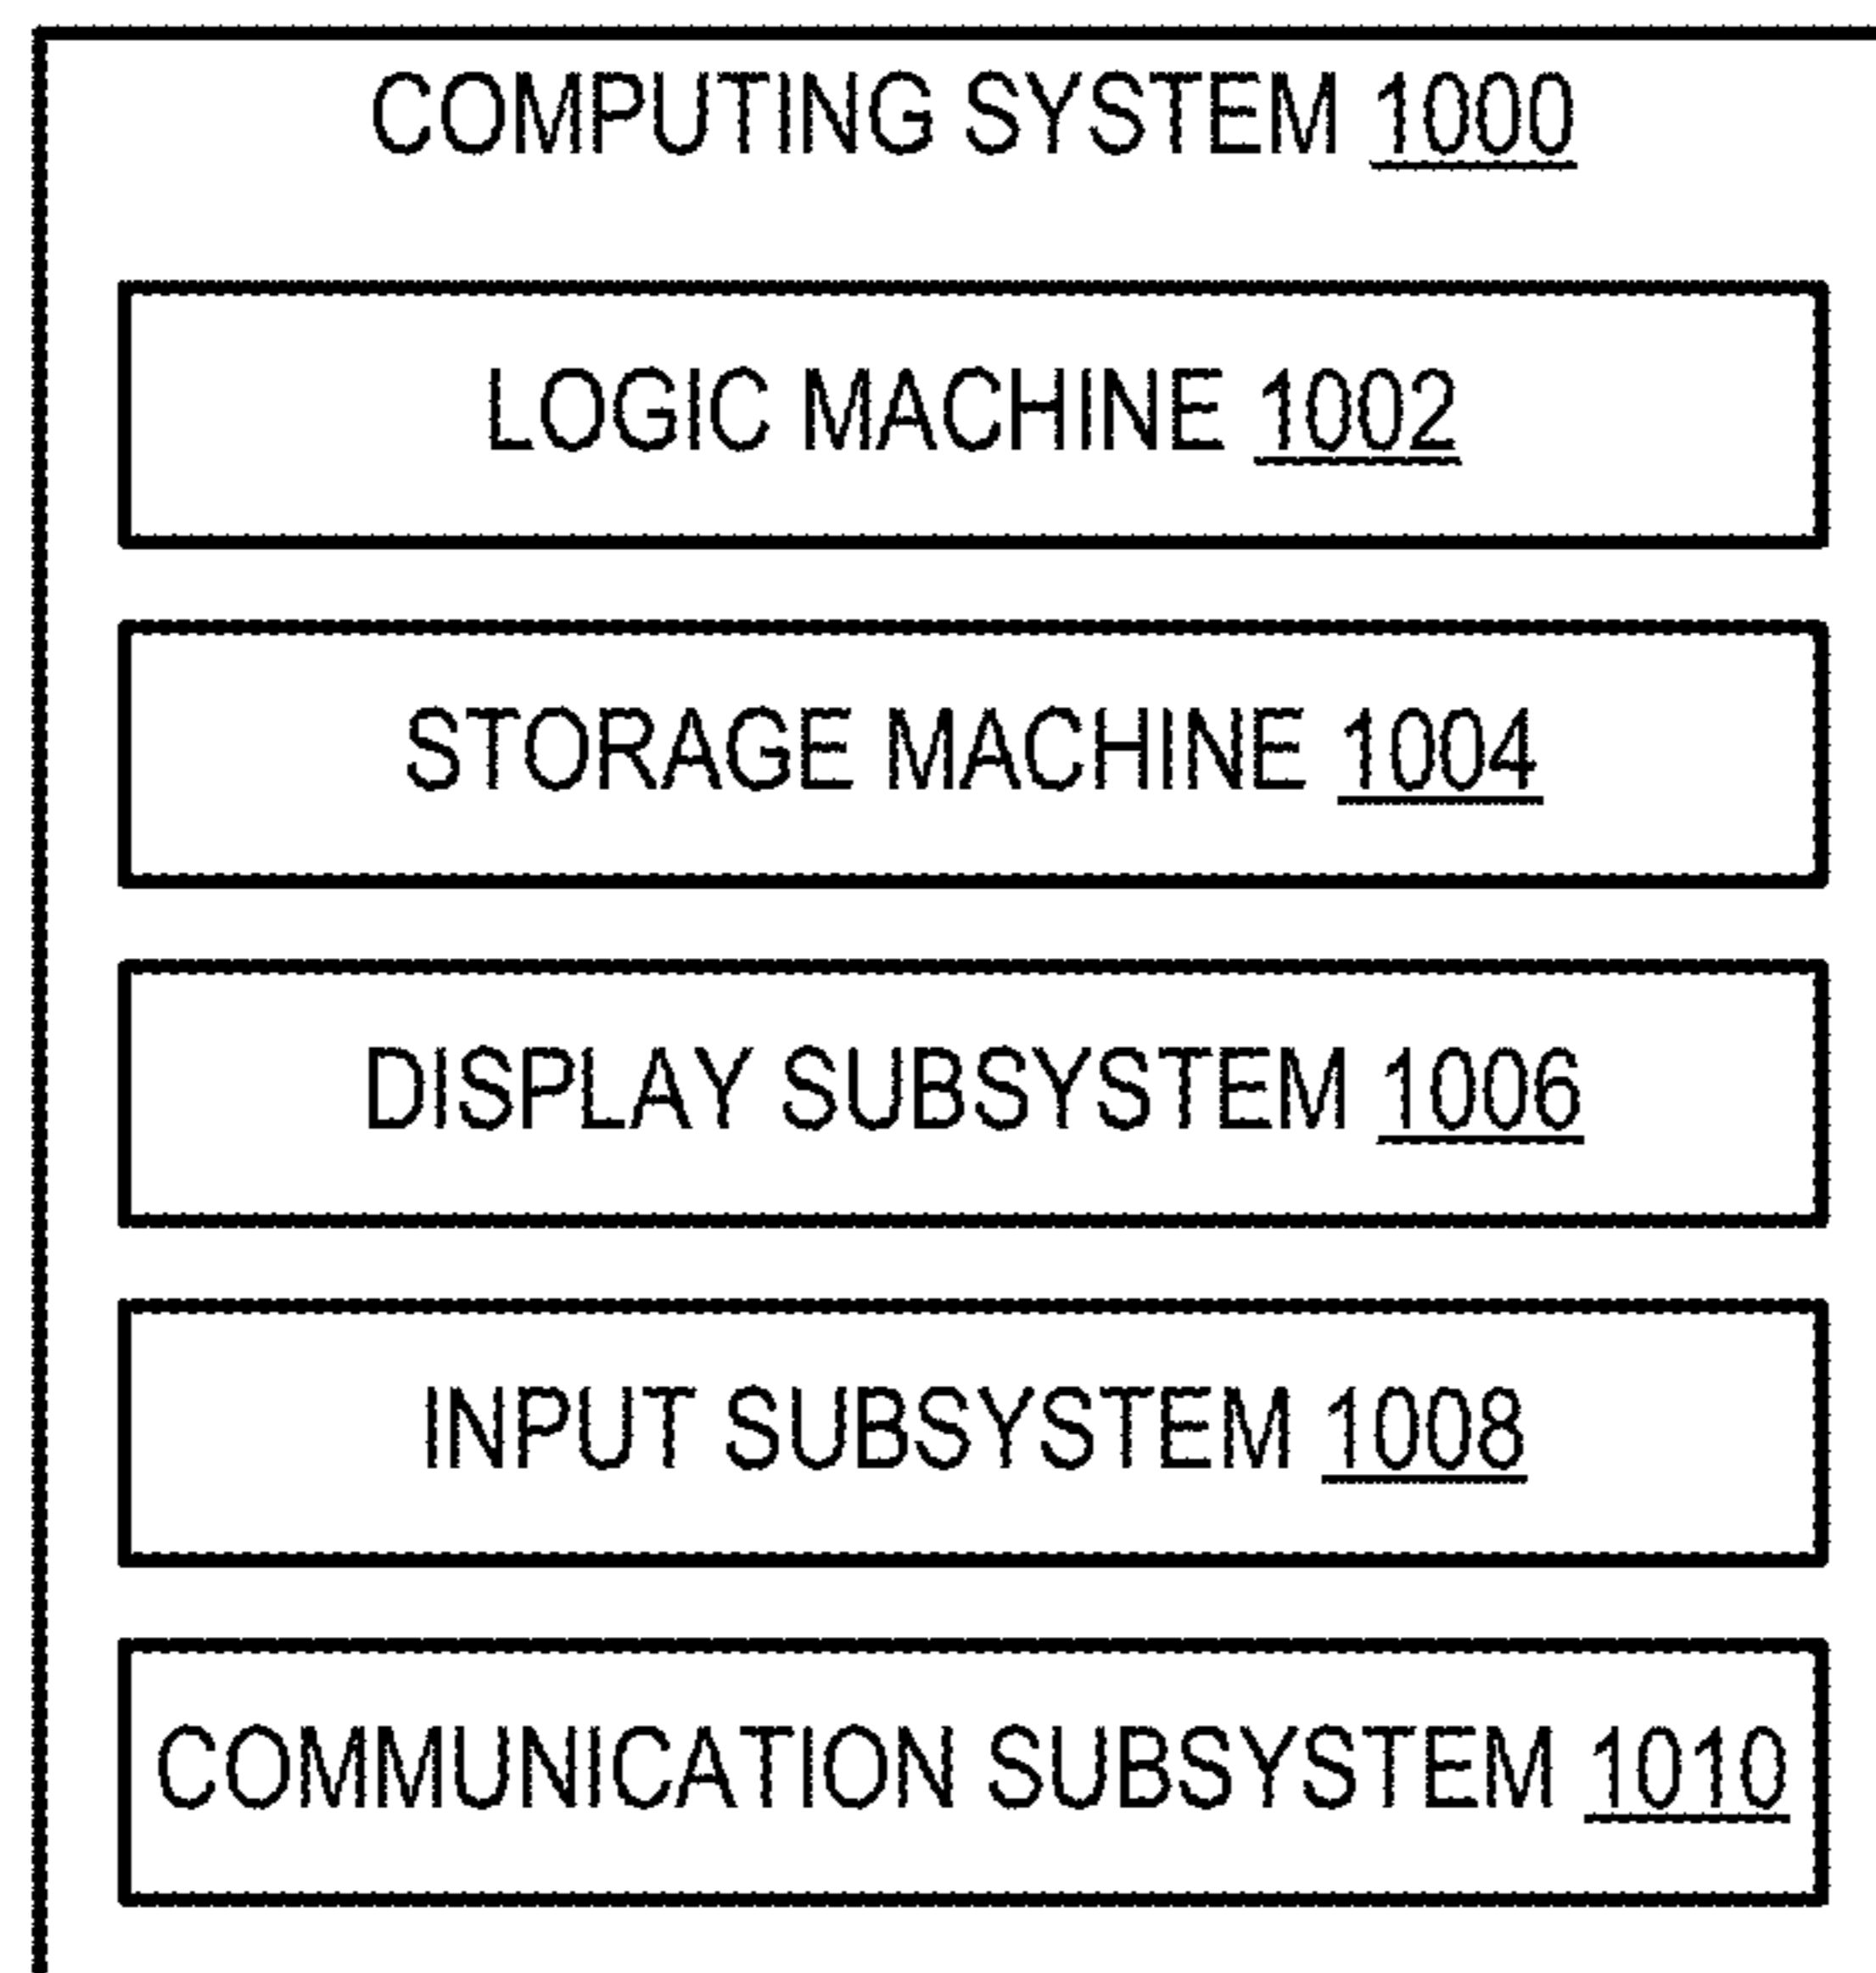 COMPUTING SYSTEM 1000
LOGIC MACHINE 1002
STORAGE MACHINE 1004
DISPLAY SUBSYSTEM 1006
INPUT SUBSYSTEM 1008
COMMUNICATION SUBSYSTEM 1010